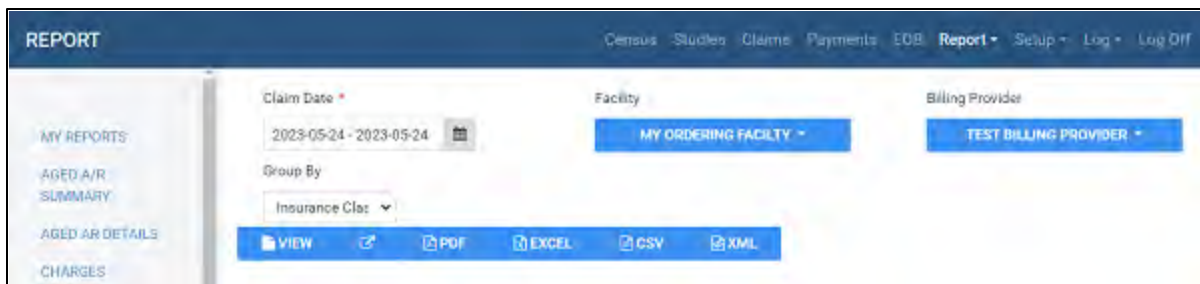 REPORT
Census Studies Claims Payments EOB Report Setup Log Log Off
MY REPORTS
AGED A/R
SUMMARY
AGED AR DETAILS
CHARGES
Claim Date *
2023-05-24 - 2023-05-24
Facility
MY ORDERING FACILTY
Billing Provider
TEST BILLING PROVIDER
Group By
Insurance Clas
VIEW PDF EXCEL CSV XML